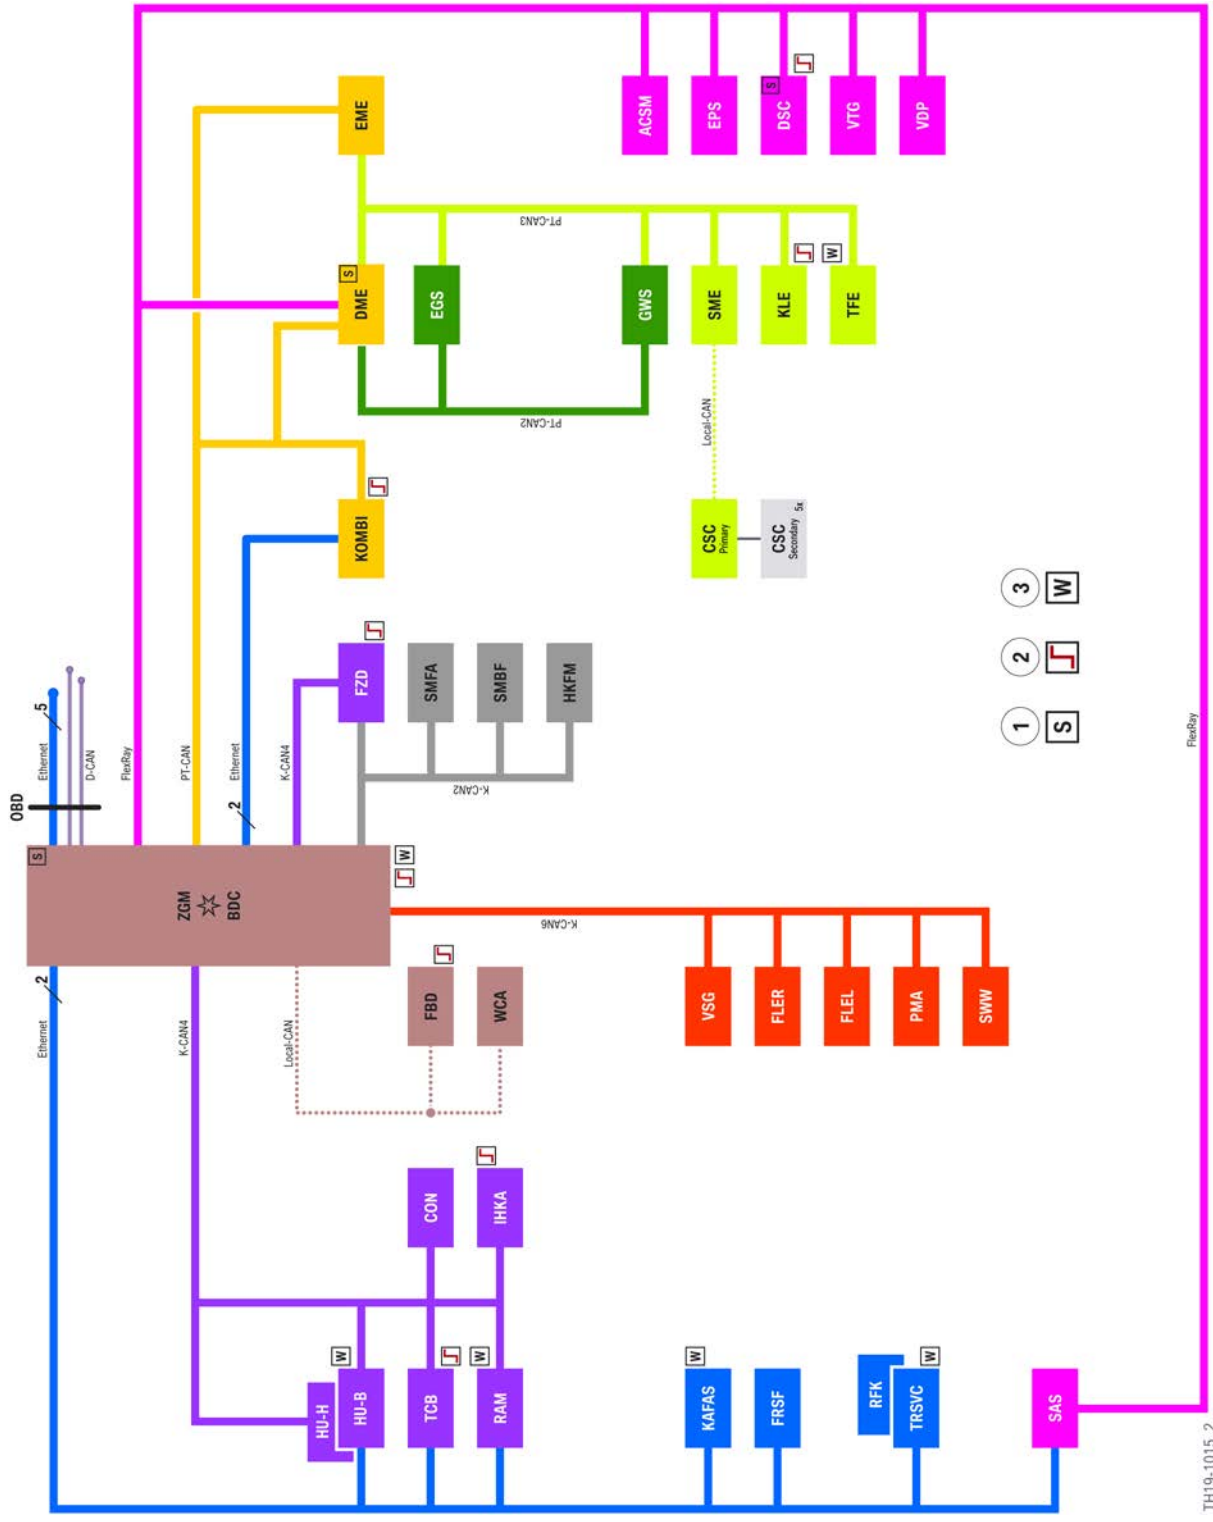 OBD
Ethernet
2
Ethernet
5
D-CAN
FlexRay
K-CAN4
ZGM
BDC
S
PT-CAN
Ethernet
2
K-CAN4
Local-CAN
W
HU-H
HU-B
W
FZD
KOMBI
DME
S
EME
TCB
CON
FBD
W
SMFA
EGS
RAM
IHKA
WCA
SMBF
K-CAN2
PT-CAN2
PT-CAN3
HKFM
K-CAN6
GWS
ACSM
W
KAFAS
VSG
CSC
Primary
Local-CAN
SME
EPS
FRSF
FLER
CSC
Secondary
5x
KLE
S
DSC
RFK
FLEL
W
TFE
VTG
W
TRSVC
PMA
VDP
SWW
1
2
3
S
W
SAS
FlexRay
TH19-1015_2